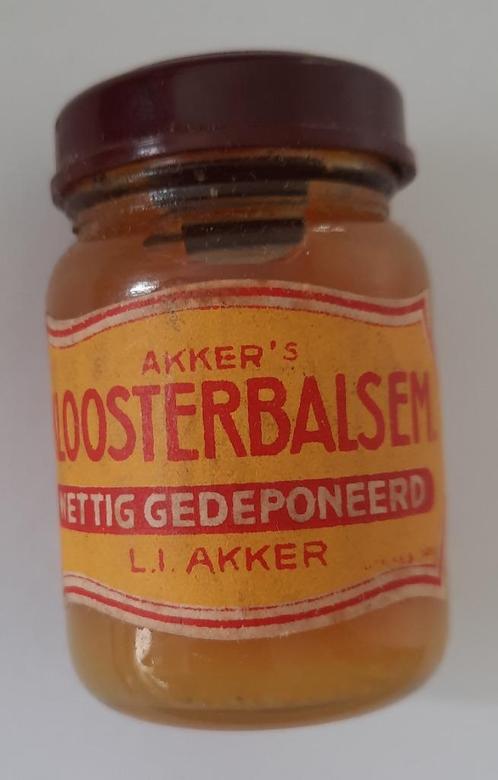 AKKER'S
LOOSTERBALSEM.
WETTIG GEDEPONEERD
L.I. AKKER